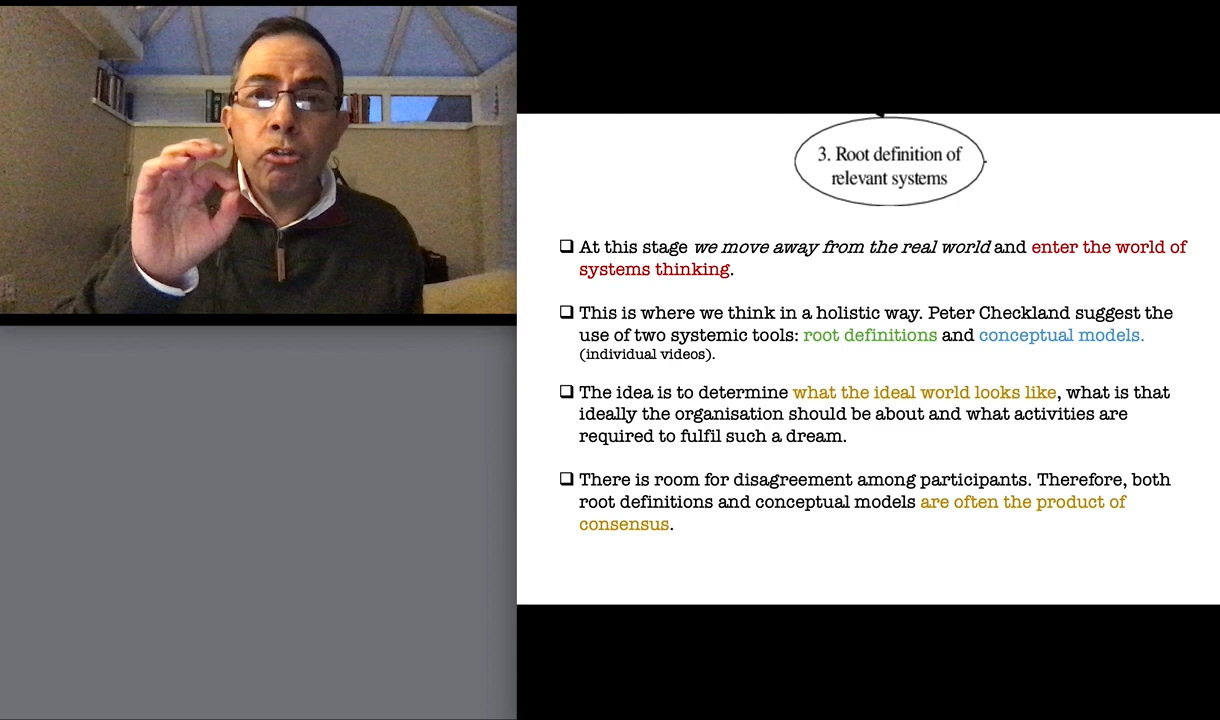 3. Root definition of
relevant systems
❑ At this stage we move away from the real world and enter the world of
systems thinking.
❑ This is where we think in a holistic way. Peter Checkland suggest the
use of two systemic tools: root definitions and conceptual models.
(individual videos).
❑ The idea is to determine what the ideal world looks like, what is that
ideally the organisation should be about and what activities are
required to fulfil such a dream.
❑ There is room for disagreement among participants. Therefore, both
root definitions and conceptual models are often the product of
consensus.